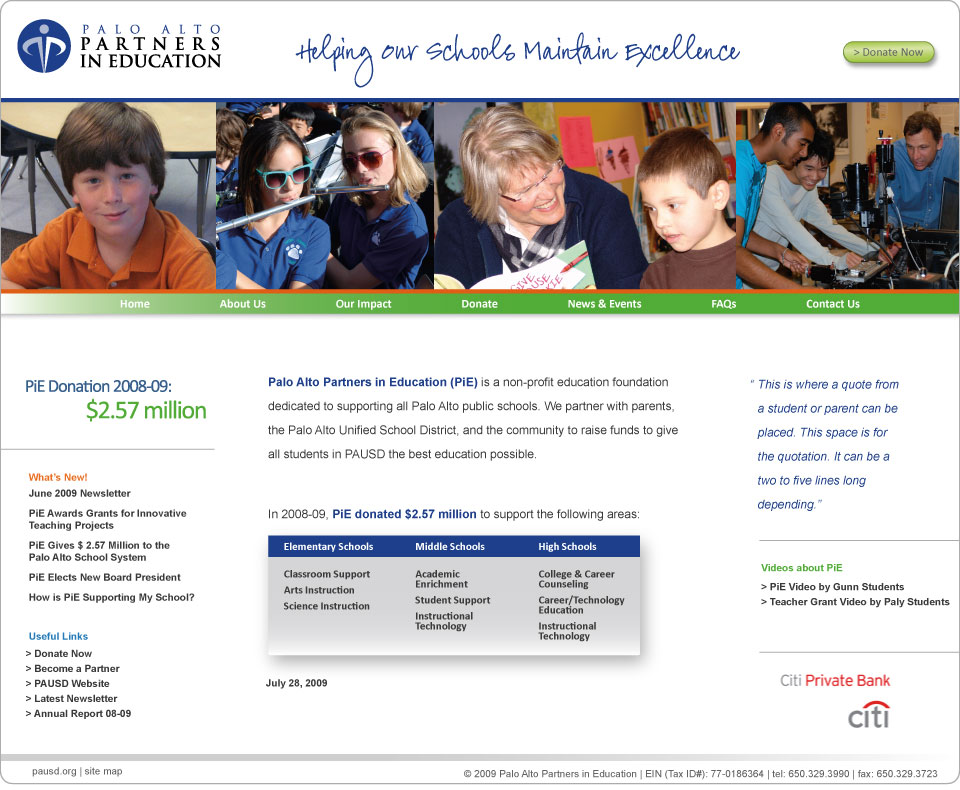 PALO ALTO
PARTNERS
IN EDUCATION
Helping Our Schools Maintain Excellence
> Donate Now
GIVE
Home
About Us
Our Impact
Donate
News & Events
FAQs
Contact Us
PiE Donation 2008-09:
$2.57 million
What's New!
June 2009 Newsletter
PiE Awards Grants for Innovative
Teaching Projects
PiE Gives $ 2.57 Million to the
Palo Alto School System
PiE Elects New Board President
How is PiE Supporting My School?
Useful Links
> Donate Now
> Become a Partner
> PAUSD Website
> Latest Newsletter
> Annual Report 08-09
Palo Alto Partners in Education (PiE) is a non-profit education foundation
dedicated to supporting all Palo Alto public schools. We partner with parents,
the Palo Alto Unified School District, and the community to raise funds to give
all students in PAUSD the best education possible.
In 2008-09, PiE donated $2.57 million to support the following areas:
Elementary Schools
Classroom Support
Arts Instruction
Science Instruction
Middle Schools
Academic
Enrichment
Student Support
Instructional
Technology
High Schools
College & Career
Counseling
Career/Technology
Education
Instructional
Technology
July 28, 2009
“ This is where a quote from
a student or parent can be
placed. This space is for
the quotation. It can be a
two to five lines long
depending.”
Videos about PiE
> PiE Video by Gunn Students
> Teacher Grant Video by Paly Students
Citi Private Bank
citi
pausd.org | site map
© 2009 Palo Alto Partners in Education | EIN (Tax ID#): 77-0186364 | tel: 650.329.3990 | fax: 650.329.3723